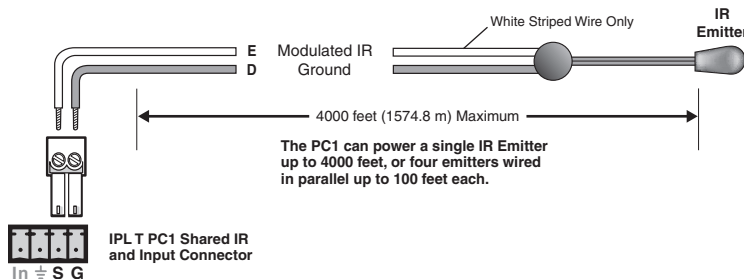 White Striped Wire Only
IR
Emitter
E Modulated IR
D Ground
4000 feet (1574.8 m) Maximum
The PC1 can power a single IR Emitter
up to 4000 feet, or four emitters wired
in parallel up to 100 feet each.
IPL T PC1 Shared IR
and Input Connector
In ⏚ S G